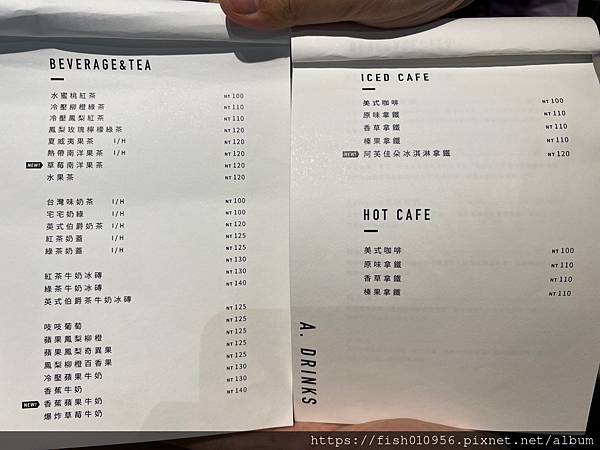 BEVERAGE&TEA
水蜜桃紅茶 NT 100
冷壓柳橙綠茶 NT 110
冷壓鳳梨紅茶 NT 110
鳳梨玫瑰檸檬綠茶 NT 120
夏威夷果茶 I/H NT 120
熱帶南洋果茶 I/H NT 120
NEW! 草莓南洋果茶 NT 120
水果茶 NT 120
台灣味奶茶 I/H NT 100
宅宅奶綠 I/H NT 100
英式伯爵奶茶 I/H NT 120
紅茶奶蓋 I/H NT 125
綠茶奶蓋 I/H NT 125
紅茶牛奶冰磚 NT 130
綠茶牛奶冰磚 NT 130
英式伯爵茶牛奶冰磚 NT 140
吱吱葡萄 NT 125
蘋果鳳梨柳橙 NT 125
蘋果鳳梨奇異果 NT 125
鳳梨柳橙百香果 NT 125
冷壓蘋果牛奶 NT 125
香蕉牛奶 NT 130
NEW! 香蕉蘋果牛奶 NT 130
爆炸草莓牛奶 NT 140
ICED CAFE
美式咖啡 NT 100
原味拿鐵 NT 110
香草拿鐵 NT 110
榛果拿鐵 NT 110
NEW! 阿芙佳朵冰淇淋拿鐵 NT 120
HOT CAFE
美式咖啡 NT 100
原味拿鐵 NT 110
香草拿鐵 NT 110
榛果拿鐵 NT 110
A. DRINKS
https://fish010956.pixnet.net/album